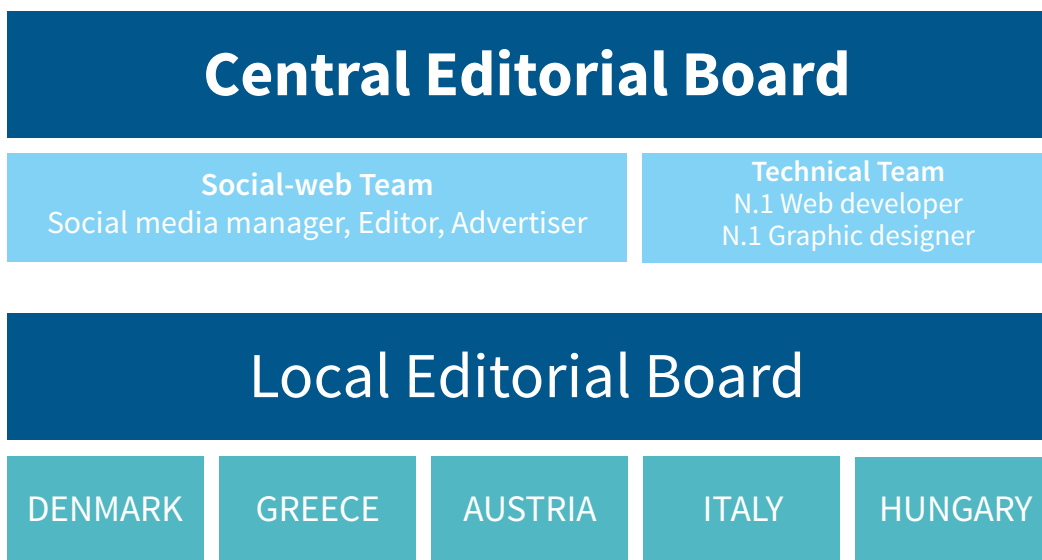 Central Editorial Board
Social-web Team
Social media manager, Editor, Advertiser
Technical Team
N.1 Web developer
N.1 Graphic designer
Local Editorial Board
DENMARK
GREECE
AUSTRIA
ITALY
HUNGARY